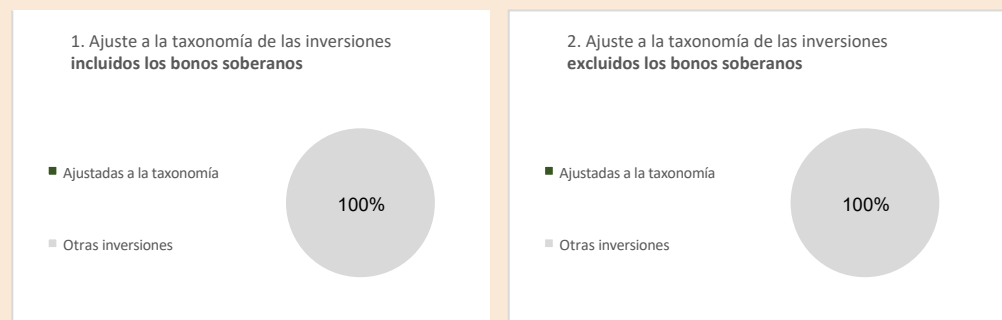 1. Ajuste a la taxonomía de las inversiones
incluidos los bonos soberanos
Ajustadas a la taxonomía
100%
Otras inversiones
2. Ajuste a la taxonomía de las inversiones
excluidos los bonos soberanos
Ajustadas a la taxonomía
100%
Otras inversiones